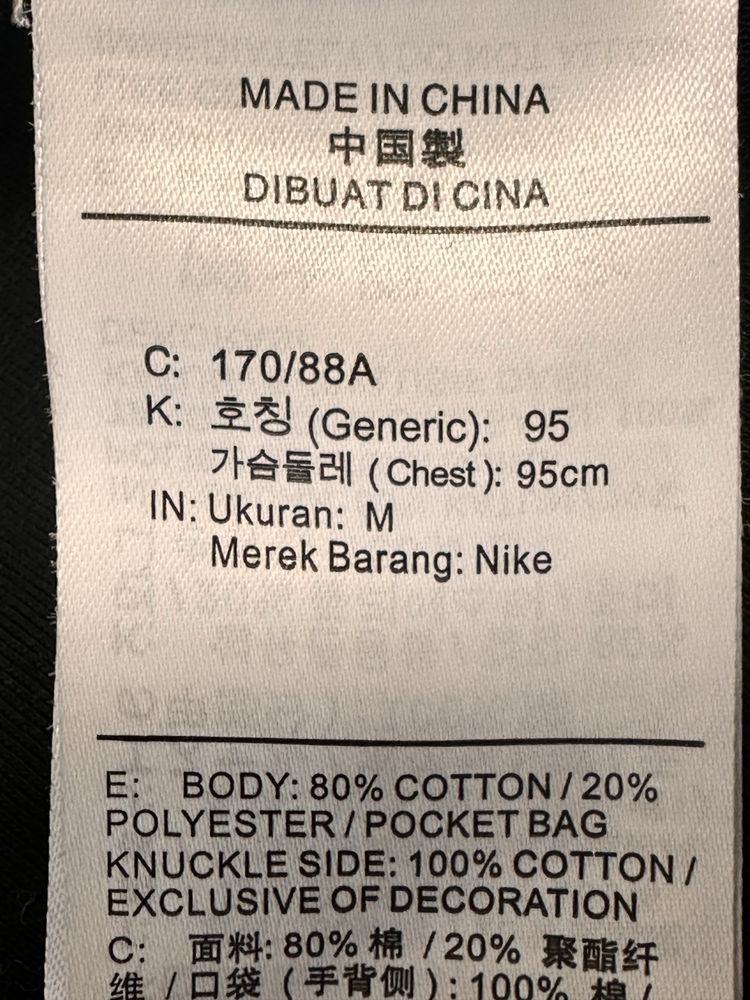 MADE IN CHINA
中国製
DIBUAT DI CINA
C: 170/88A
K: 호칭 (Generic): 95
가슴둘레 (Chest): 95cm
IN: Ukuran: M
Merek Barang: Nike
E: BODY: 80% COTTON / 20%
POLYESTER / POCKET BAG
KNUCKLE SIDE: 100% COTTON /
EXCLUSIVE OF DECORATION
C: 面料: 80% 棉 / 20% 聚酯纤
维 / 口袋 (手背侧): 100% 棉 /